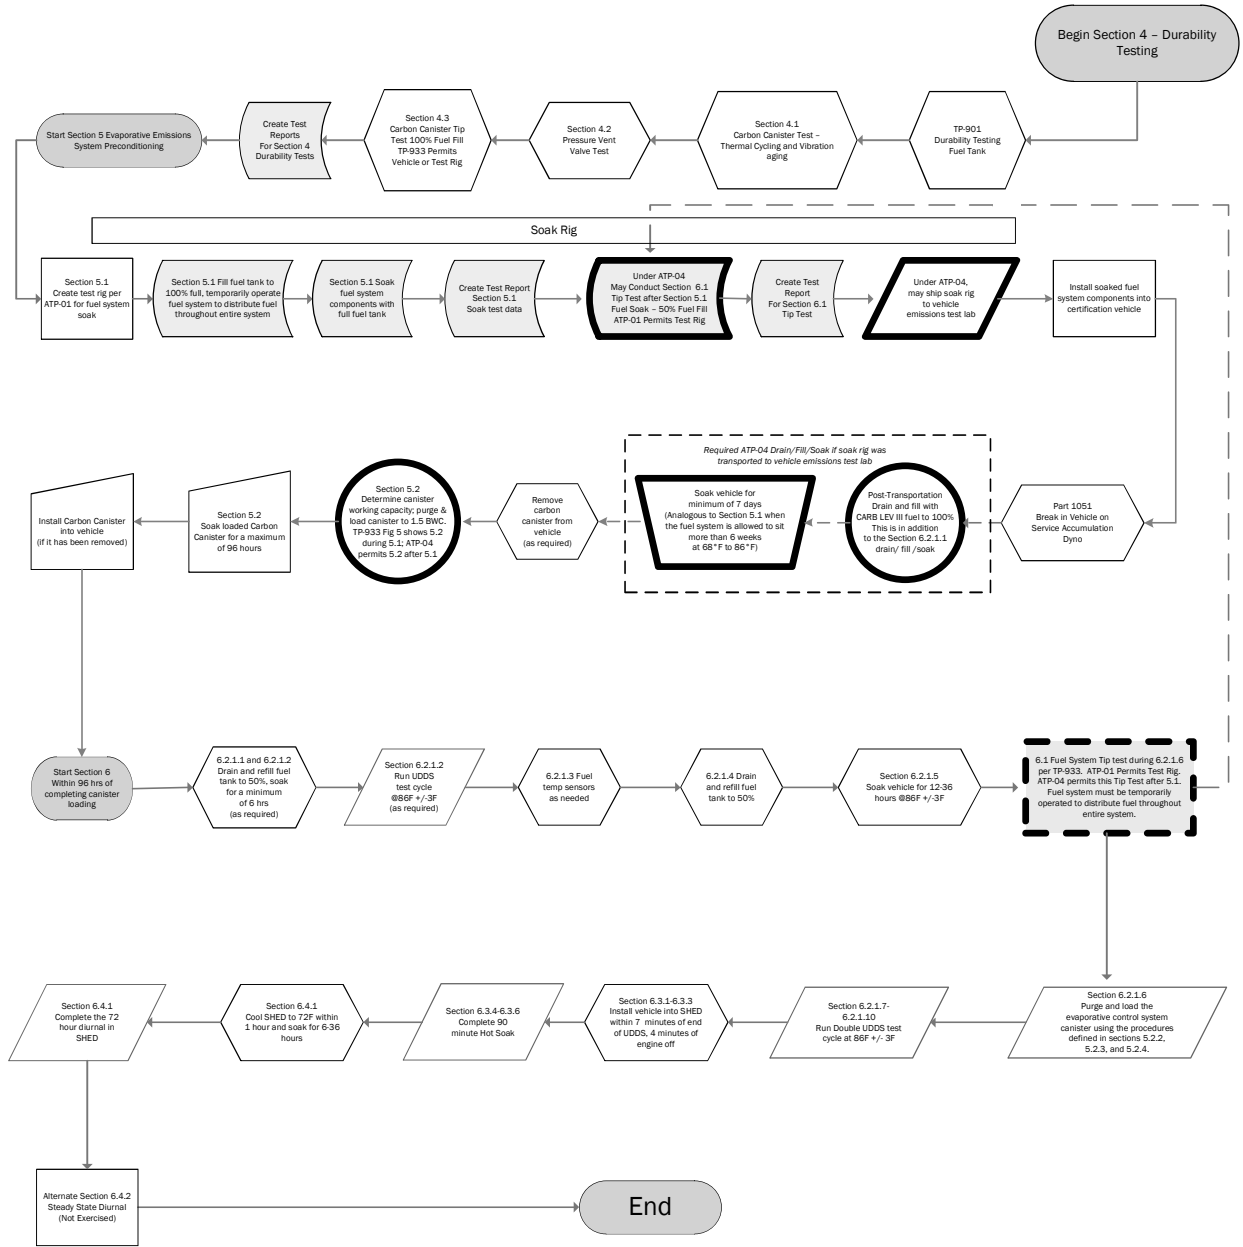 Begin Section 4 – Durability
Testing
TP-901
Durability Testing
Fuel Tank
Section 4.1
Carbon Canister Test –
Thermal Cycling and Vibration
aging
Section 4.2
Pressure Vent
Valve Test
Section 4.3
Carbon Canister Tip
Test 100% Fuel Fill
TP-933 Permits
Vehicle or Test Rig
Create Test
Reports
For Section 4
Durability Tests
Start Section 5 Evaporative Emissions
System Preconditioning
Soak Rig
Section 5.1
Create test rig per
ATP-01 for fuel system
soak
Section 5.1 Fill fuel tank to
100% full, temporarily operate
fuel system to distribute fuel
throughout entire system
Section 5.1 Soak
fuel system
components with
full fuel tank
Create Test Report
Section 5.1
Soak test data
Under ATP-04
May Conduct Section 6.1
Tip Test after Section 5.1
Fuel Soak – 50% Fuel Fill
ATP-01 Permits Test Rig
Create Test
Report
For Section 6.1
Tip Test
Under ATP-04,
may ship soak rig
to vehicle
emissions test lab
Install soaked fuel
system components into
certification vehicle
Part 1051
Break in Vehicle on
Service Accumulation
Dyno
Required ATP-04 Drain/Fill/Soak if soak rig was
transported to vehicle emissions test lab
Post-Transportation
Drain and fill with
CARB LEV III fuel to 100%
This is in addition
to the Section 6.2.1.1
drain/ fill /soak
Soak vehicle for
minimum of 7 days
(Analogous to Section 5.1 when
the fuel system is allowed to sit
more than 6 weeks
at 68°F to 86°F)
Remove
carbon
canister from
vehicle
(as required)
Section 5.2
Determine canister
working capacity; purge &
load canister to 1.5 BWC.
TP-933 Fig 5 shows 5.2
during 5.1; ATP-04
permits 5.2 after 5.1
Section 5.2
Soak loaded Carbon
Canister for a maximum
of 96 hours
Install Carbon Canister
into vehicle
(if it has been removed)
Start Section 6
Within 96 hrs of
completing canister
loading
6.2.1.1 and 6.2.1.2
Drain and refill fuel
tank to 50%, soak
for a minimum
of 6 hrs
(as required)
Section 6.2.1.2
Run UDDS
test cycle
@86F +/-3F
(as required)
6.2.1.3 Fuel
temp sensors
as needed
6.2.1.4 Drain
and refill fuel
tank to 50%
Section 6.2.1.5
Soak vehicle for 12-36
hours @86F +/-3F
6.1 Fuel System Tip test during 6.2.1.6
per TP-933. ATP-01 Permits Test Rig.
ATP-04 permits this Tip Test after 5.1.
Fuel system must be temporarily
operated to distribute fuel throughout
entire system.
Section 6.2.1.6
Purge and load the
evaporative control system
canister using the procedures
defined in sections 5.2.2,
5.2.3, and 5.2.4.
6.2.1.7-
6.2.1.10
Run Double UDDS test
cycle at 86F +/- 3F
Section 6.3.1-6.3.3
Install vehicle into SHED
within 7 minutes of end
of UDDS, 4 minutes of
engine off
Section 6.3.4-6.3.6
Complete 90
minute Hot Soak
Section 6.4.1
Cool SHED to 72F within
1 hour and soak for 6-36
hours
Section 6.4.1
Complete the 72
hour diurnal in
SHED
Alternate Section 6.4.2
Steady State Diurnal
(Not Exercised)
End